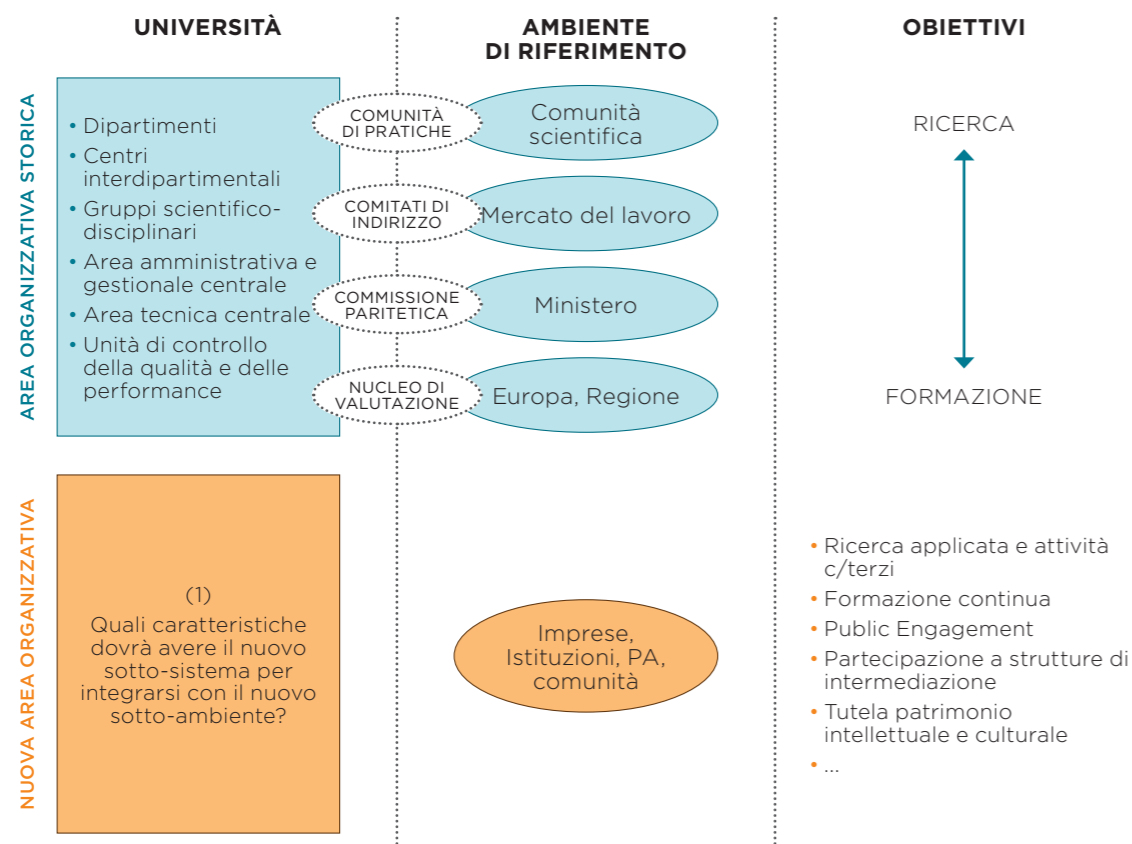 UNIVERSITÀ
AMBIENTE
DI RIFERIMENTO
OBIETTIVI
AREA ORGANIZZATIVA STORICA
• Dipartimenti
• Centri
interdipartimentali
• Gruppi scientifico-
disciplinari
• Area amministrativa e
gestionale centrale
• Area tecnica centrale
• Unità di controllo
della qualità e delle
performance
COMUNITÀ
DI PRATICHE
Comunità
scientifica
COMITATI DI
INDIRIZZO
Mercato del lavoro
COMMISSIONE
PARITETICA
Ministero
NUCLEO DI
VALUTAZIONE
Europa, Regione
RICERCA
FORMAZIONE
NUOVA AREA ORGANIZZATIVA
(1)
Quali caratteristiche
dovrà avere il nuovo
sotto-sistema per
integrarsi con il nuovo
sotto-ambiente?
Imprese,
Istituzioni, PA,
comunità
• Ricerca applicata e attività
c/terzi
• Formazione continua
• Public Engagement
• Partecipazione a strutture di
intermediazione
• Tutela patrimonio
intellettuale e culturale
• ...